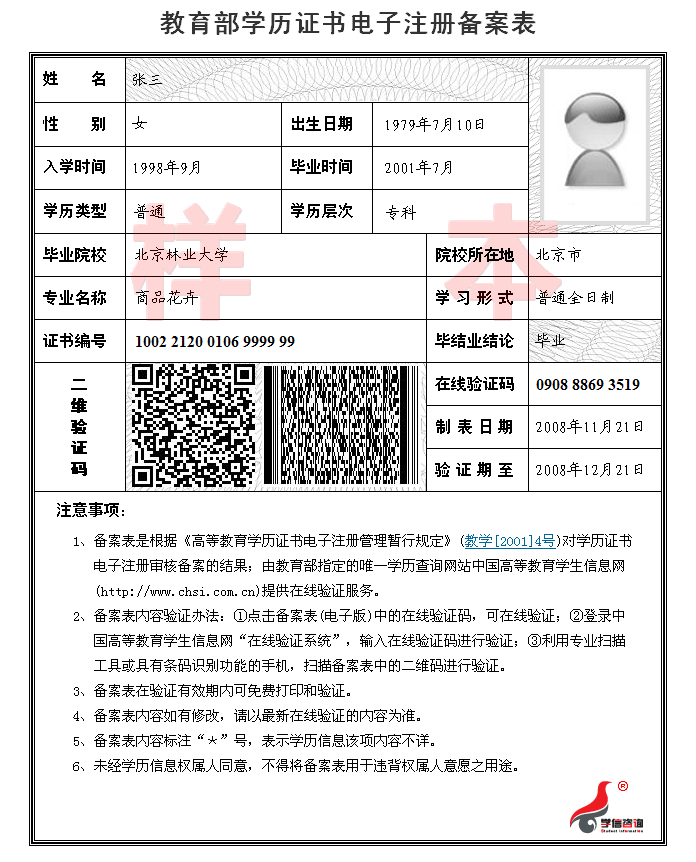 教育部学历证书电子注册备案表
姓 名 张三
性 别 女 出生日期 1979年7月10日
入学时间 1998年9月 毕业时间 2001年7月
学历类型 普通 学历层次 专科
样 本
毕业院校 北京林业大学 院校所在地 北京市
专业名称 商品花卉 学 习 形 式 普通全日制
证书编号 1002 2120 0106 9999 99 毕结业结论 毕业
二维验证码 在线验证码 0908 8869 3519
制 表 日 期 2008年11月21日
验 证 期 至 2008年12月21日
注意事项：
1、备案表是根据《高等教育学历证书电子注册管理暂行规定》(教学[2001]4号)对学历证书
电子注册审核备案的结果；由教育部指定的唯一学历查询网站中国高等教育学生信息网
(http://www.chsi.com.cn)提供在线验证服务。
2、备案表内容验证办法：①点击备案表(电子版)中的在线验证码，可在线验证；②登录中
国高等教育学生信息网“在线验证系统”，输入在线验证码进行验证；③利用专业扫描
工具或具有条码识别功能的手机，扫描备案表中的二维码进行验证。
3、备案表在验证有效期内可免费打印和验证。
4、备案表内容如有修改，请以最新在线验证的内容为准。
5、备案表内容标注“＊”号，表示学历信息该项内容不详。
6、未经学历信息权属人同意，不得将备案表用于违背权属人意愿之用途。
®
学信咨询
Student Information